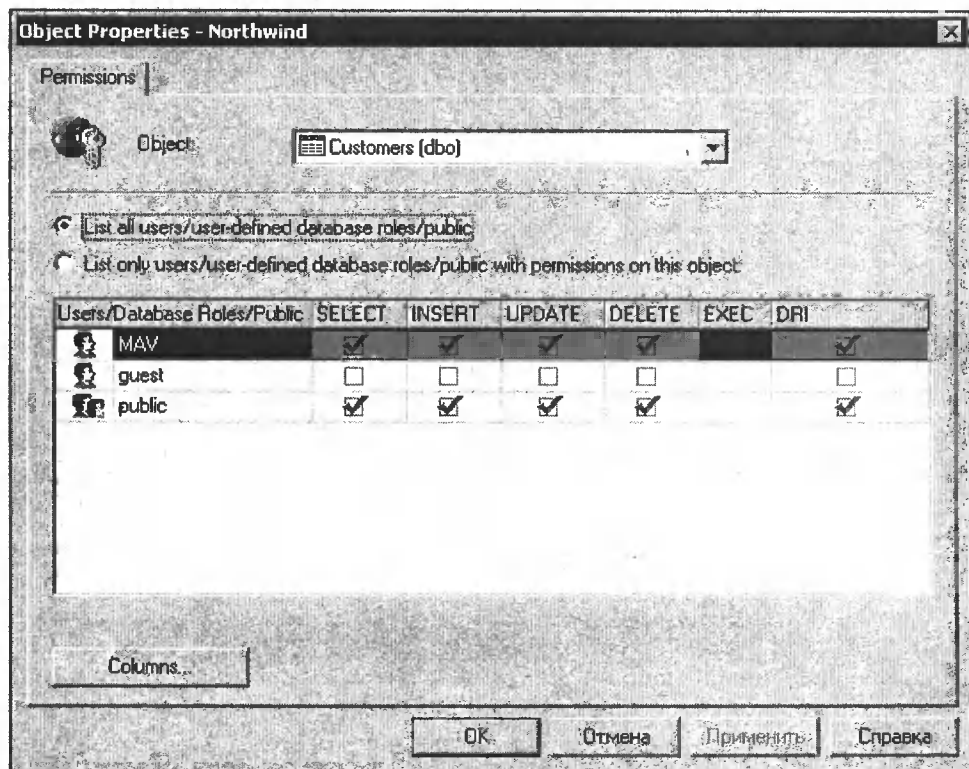 Object Properties - Northwind
Permissions
Object:
Customers (dbo)
List all users/user-defined database roles/public
List only users/user-defined database roles/public with permissions on this object.
Users/Database Roles/Public SELECT INSERT UPDATE DELETE EXEC DRI
MAV
guest
public
Columns...
OK Отмена Применить Справка